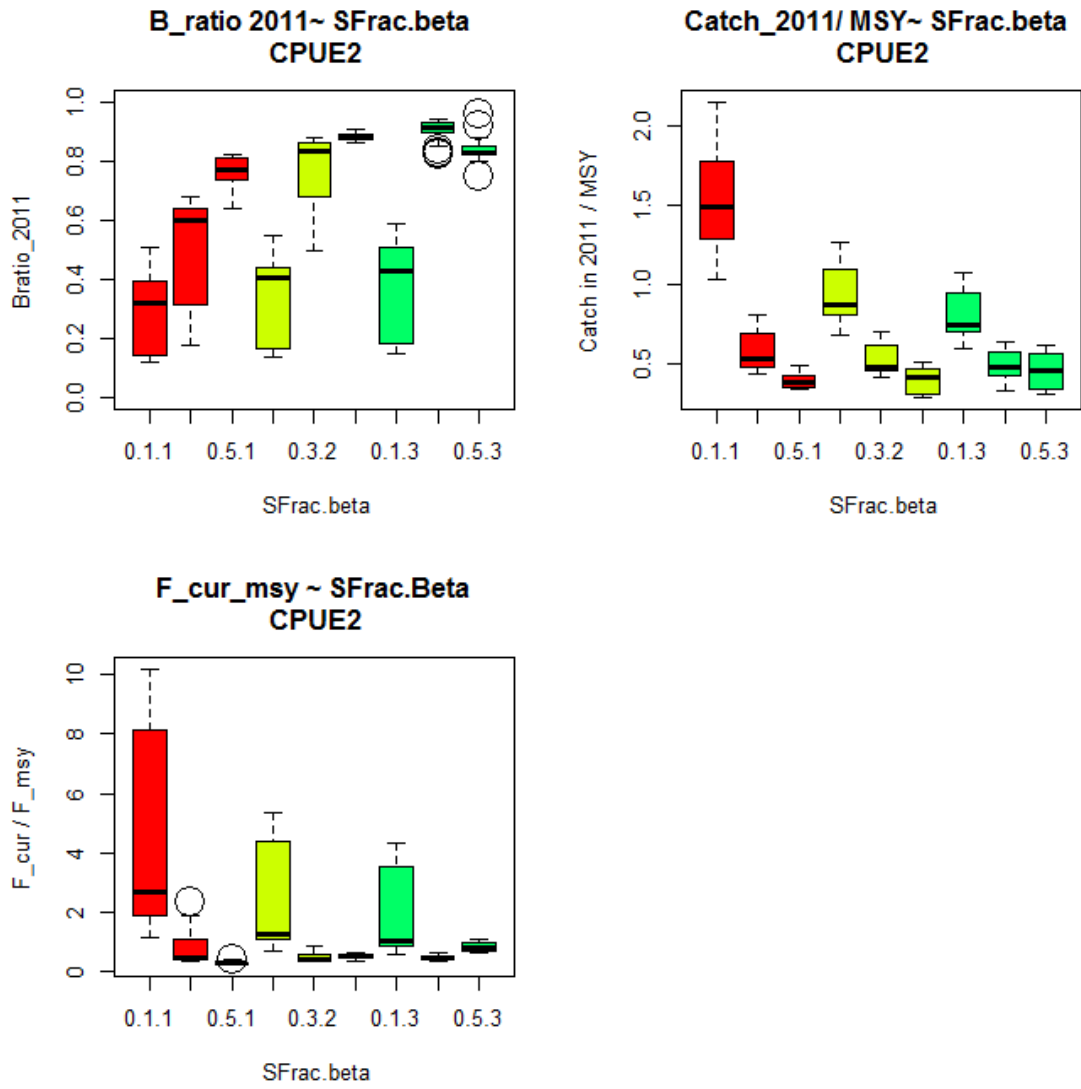 B_ratio 2011~ SFrac.beta
CPUE2
Bratio_2011
1.0
0.8
0.6
0.4
0.2
0.0
0.1.1 0.5.1 0.3.2 0.1.3 0.5.3
SFrac.beta
Catch_2011/ MSY~ SFrac.beta
CPUE2
Catch in 2011 / MSY
2.0
1.5
1.0
0.5
0.1.1 0.5.1 0.3.2 0.1.3 0.5.3
SFrac.beta
F_cur_msy ~ SFrac.Beta
CPUE2
F_cur / F_msy
10
8
6
4
2
0
0.1.1 0.5.1 0.3.2 0.1.3 0.5.3
SFrac.beta